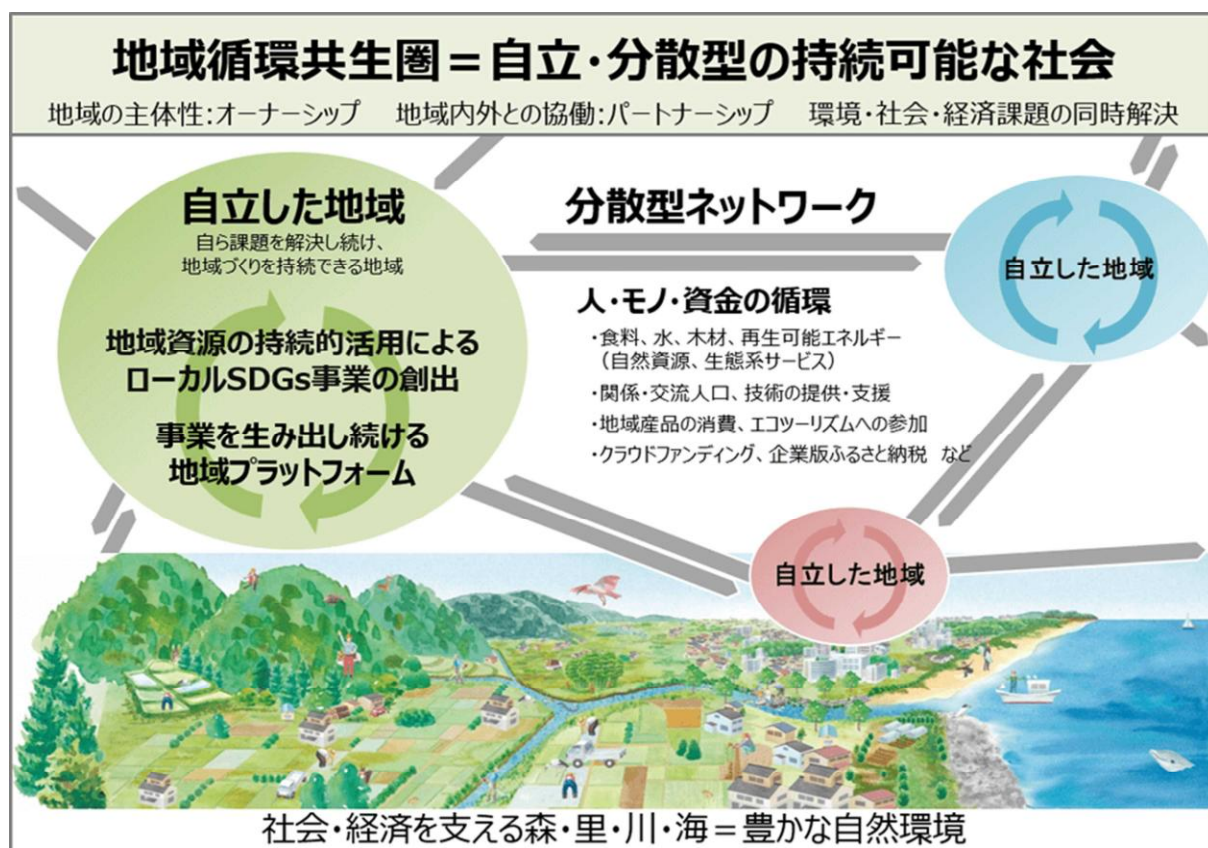 地域循環共生圏＝自立・分散型の持続可能な社会
地域の主体性：オーナーシップ　地域内外との協働：パートナーシップ　環境・社会・経済課題の同時解決
自立した地域
自ら課題を解決し続け、
地域づくりを持続できる地域
地域資源の持続的活用による
ローカルSDGs事業の創出
事業を生み出し続ける
地域プラットフォーム
分散型ネットワーク
人・モノ・資金の循環
・食料、水、木材、再生可能エネルギー
（自然資源、生態系サービス）
・関係・交流人口、技術の提供・支援
・地域産品の消費、エコツーリズムへの参加
・クラウドファンディング、企業版ふるさと納税　など
自立した地域
自立した地域
社会・経済を支える森・里・川・海＝豊かな自然環境